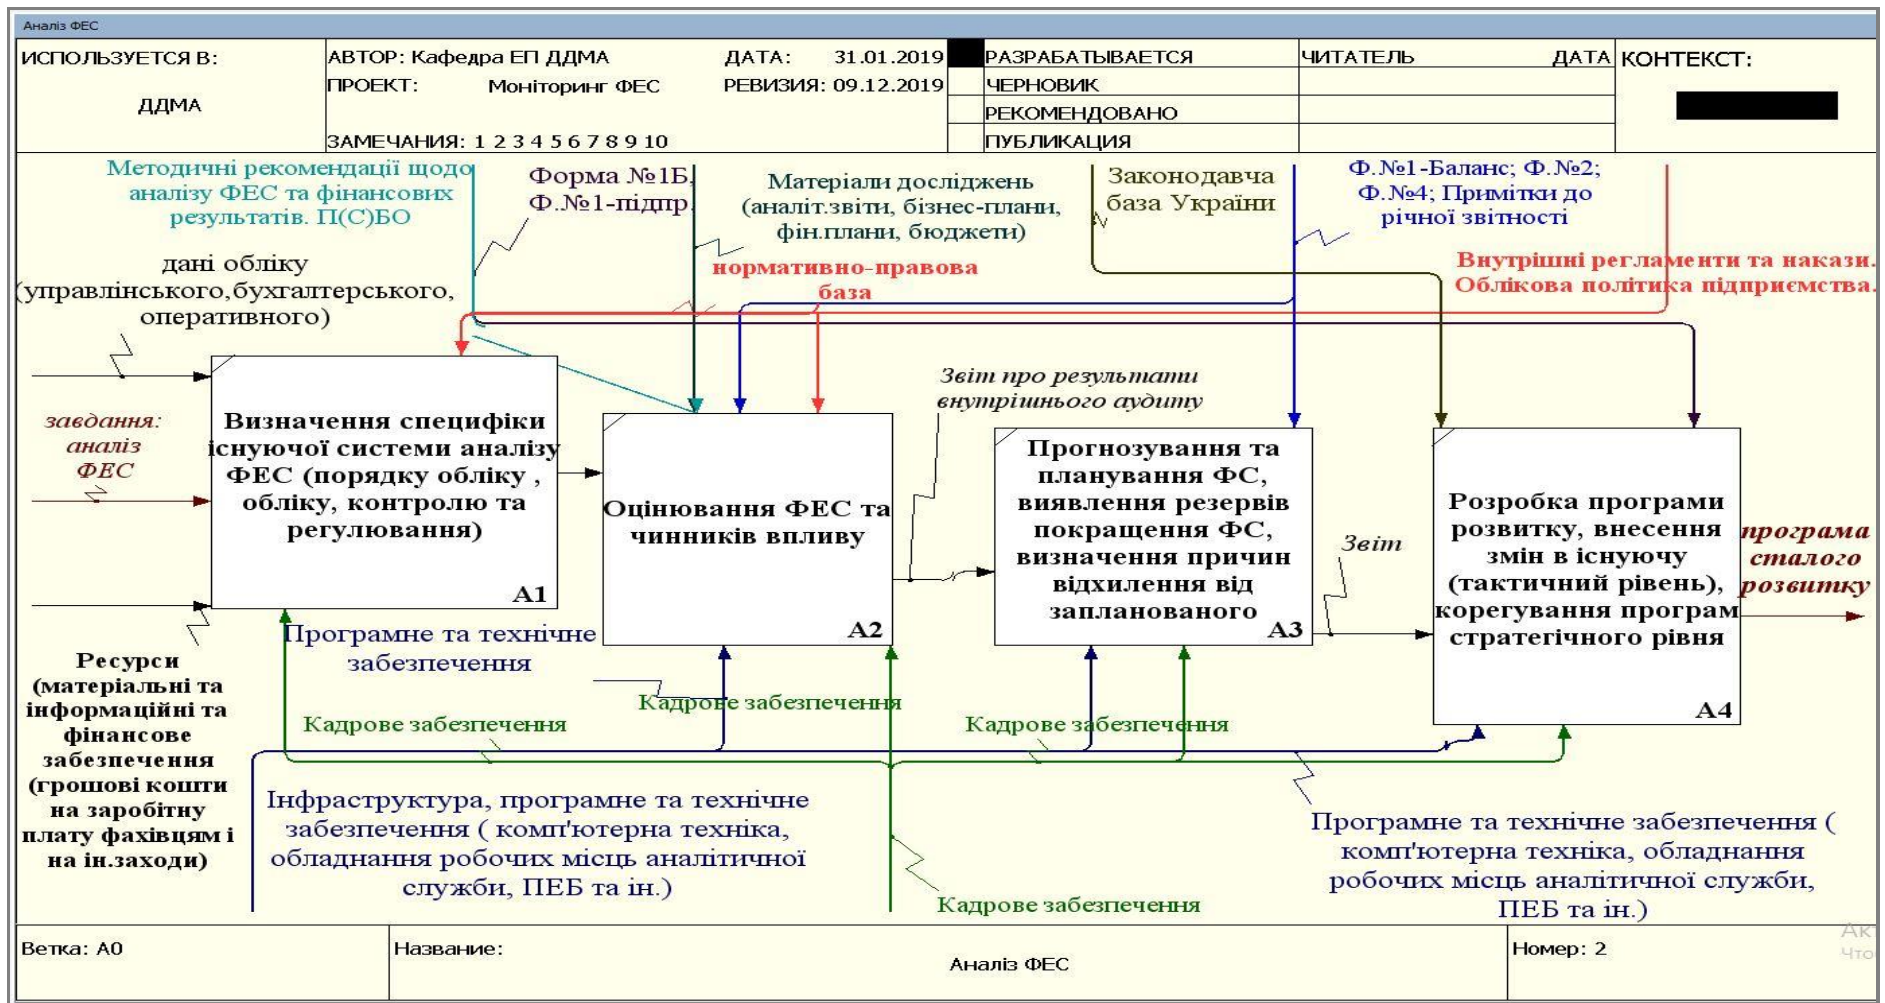 Аналіз ФЕС
ИСПОЛЬЗУЕТСЯ В:
ДДМА
АВТОР: Кафедра ЕП ДДМА
ДАТА: 31.01.2019
ПРОЕКТ: Моніторинг ФЕС
РЕВИЗИЯ: 09.12.2019
ЗАМЕЧАНИЯ: 1 2 3 4 5 6 7 8 9 10
РАЗРАБАТЫВАЕТСЯ
ЧЕРНОВИК
РЕКОМЕНДОВАНО
ПУБЛИКАЦИЯ
ЧИТАТЕЛЬ
ДАТА
КОНТЕКСТ:
Методичні рекомендації щодо
аналізу ФЕС та фінансових
результатів. П(С)БО
Форма №1Б,
Ф.№1-підпр.
Матеріали досліджень
(аналіт.звіти, бізнес-плани,
фін.плани, бюджети)
Законодавча
база України
Ф.№1-Баланс; Ф.№2;
Ф.№4; Примітки до
річної звітності
дані обліку
(управлінського,бухгалтерського,
оперативного)
нормативно-правова
база
Внутрішні регламенти та накази.
Облікова політика підприємства.
завдання:
аналіз
ФЕС
Визначення специфіки
існуючої системи аналізу
ФЕС (порядку обліку ,
обліку, контролю та
регулювання)
А1
Оцінювання ФЕС та
чинників впливу
А2
Звіт про результати
внутрішнього аудиту
Прогнозування та
планування ФС,
виявлення резервів
покращення ФС,
визначення причин
відхилення від
запланованого
А3
Звіт
Розробка програми
розвитку, внесення
змін в існуючу
(тактичний рівень),
корегування програм
стратегічного рівня
А4
програма
сталого
розвитку
Ресурси
(матеріальні та
інформаційні та
фінансове
забезпечення
(грошові кошти
на заробітну
плату фахівцям і
на ін.заходи)
Програмне та технічне
забезпечення
Кадрове забезпечення
Кадрове забезпечення
Кадрове забезпечення
Інфраструктура, програмне та технічне
забезпечення ( комп'ютерна техніка,
обладнання робочих місць аналітичної
служби, ПЕБ та ін.)
Кадрове забезпечення
Програмне та технічне забезпечення (
комп'ютерна техніка, обладнання
робочих місць аналітичної служби,
ПЕБ та ін.)
Ветка: А0
Название:
Аналіз ФЕС
Номер: 2